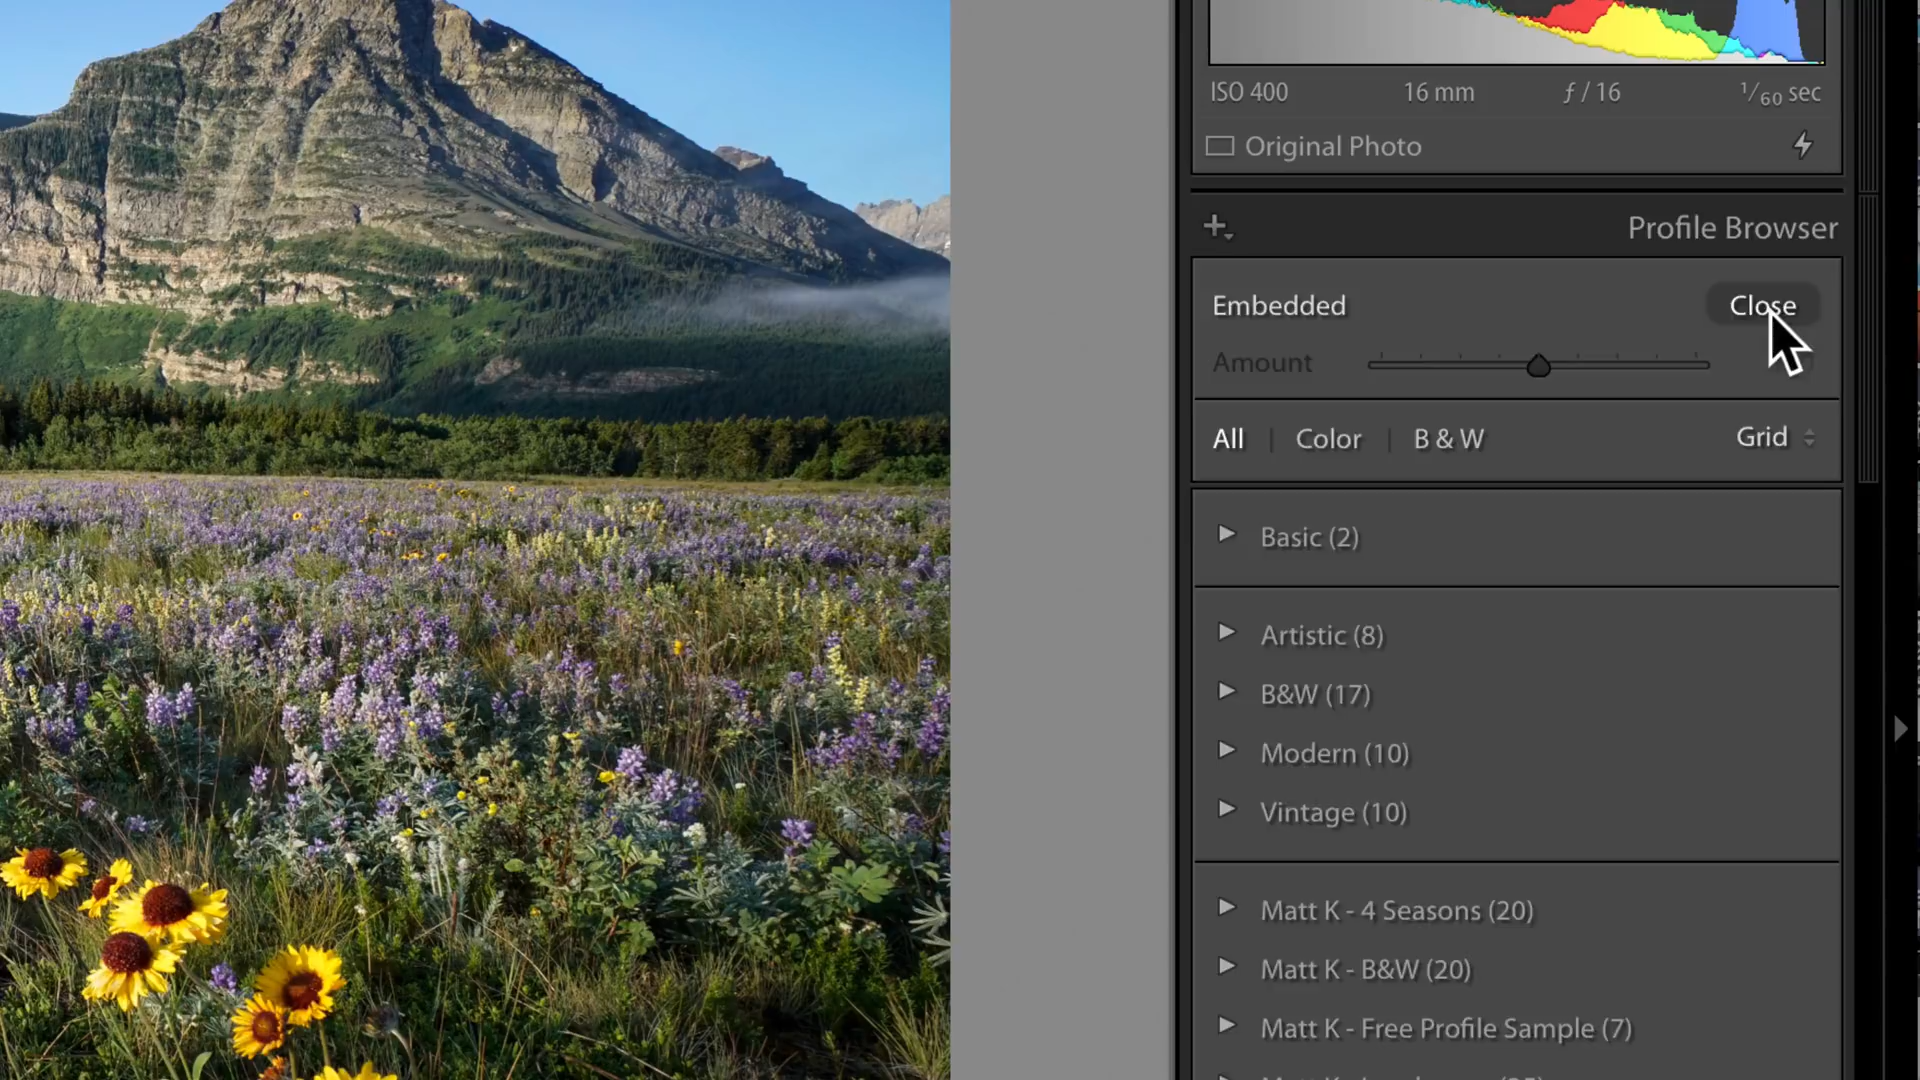 ISO 400 16 mm ƒ / 16 1/60 sec
Original Photo
Profile Browser
Embedded Close
Amount
All | Color | B & W Grid
Basic (2)
Artistic (8)
B&W (17)
Modern (10)
Vintage (10)
Matt K - 4 Seasons (20)
Matt K - B&W (20)
Matt K - Free Profile Sample (7)